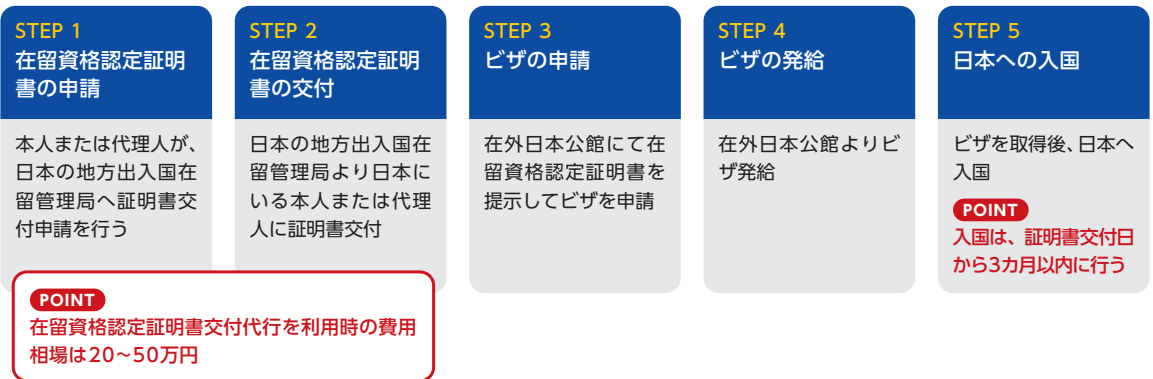 STEP 1
在留資格認定証明
書の申請
本人または代理人が、
日本の地方出入国在
留管理局へ証明書交
付申請を行う
STEP 2
在留資格認定証明
書の交付
日本の地方出入国在
留管理局より日本に
いる本人または代理
人に証明書交付
POINT
在留資格認定証明書交付代行を利用時の費用
相場は20〜50万円
STEP 3
ビザの申請
在外日本公館にて在
留資格認定証明書を
提示してビザを申請
STEP 4
ビザの発給
在外日本公館よりビ
ザ発給
STEP 5
日本への入国
ビザを取得後、日本へ
入国
POINT
入国は、証明書交付日
から3カ月以内に行う